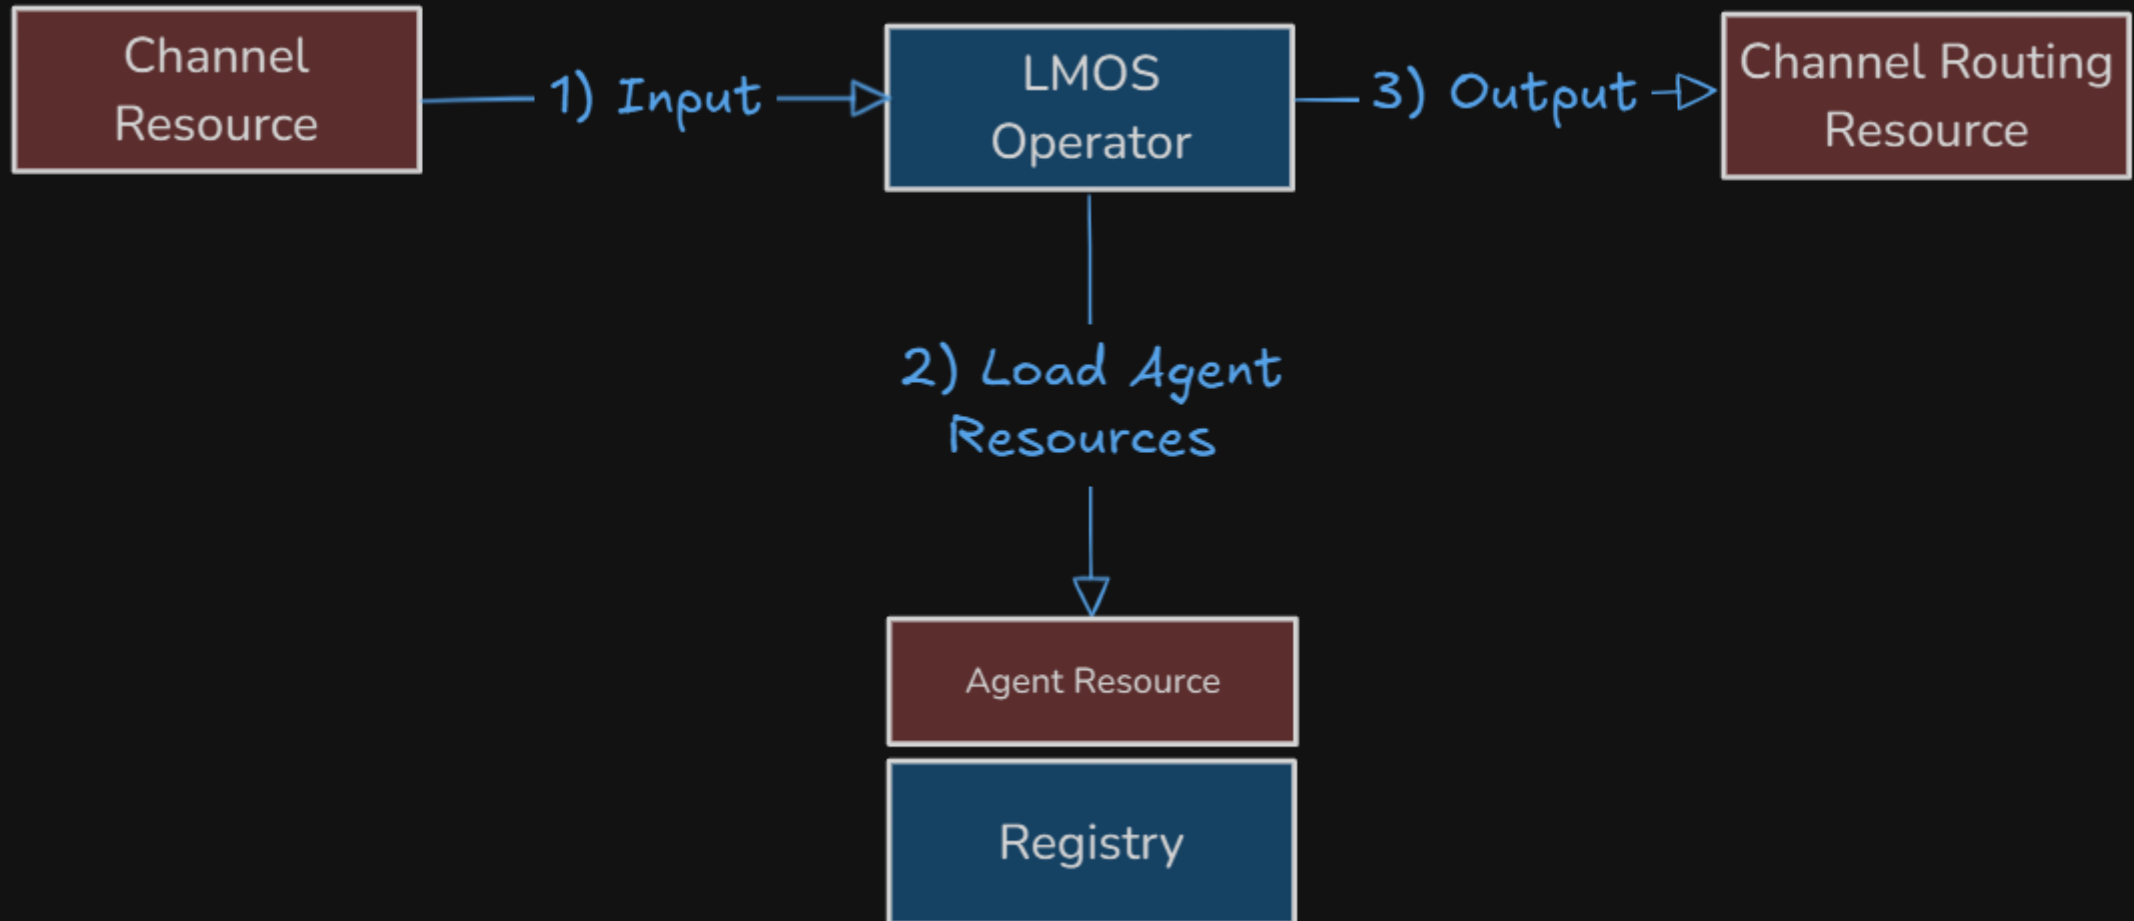 Channel
Resource
1) Input
LMOS
Operator
3) Output
Channel Routing
Resource
2) Load Agent
Resources
Agent Resource
Registry